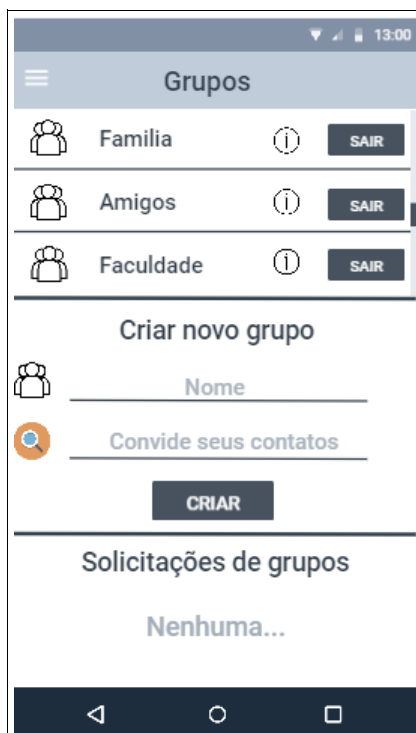 13:00
Grupos
Familia
SAIR
Amigos
SAIR
Faculdade
SAIR
Criar novo grupo
Nome
Convide seus contatos
CRIAR
Solicitações de grupos
Nenhuma...